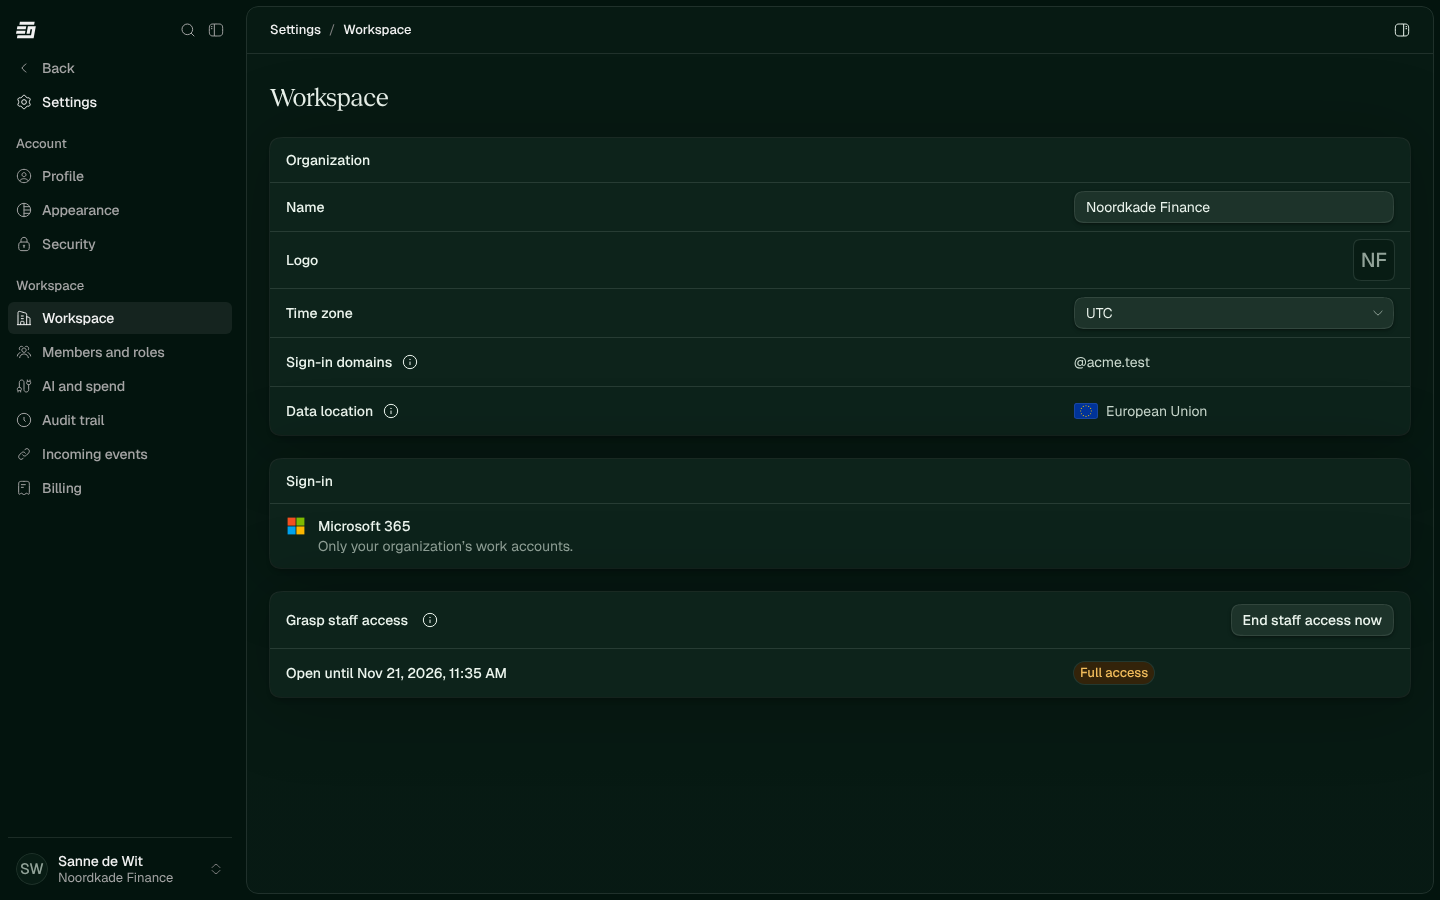 Settings / Workspace
Back
Settings
Account
Profile
Appearance
Security
Workspace
Workspace
Members and roles
AI and spend
Audit trail
Incoming events
Billing
Sanne de Wit
Noordkade Finance
SW
Workspace
Organization
Name
Noordkade Finance
Logo
NF
Time zone
UTC
Sign-in domains
@acme.test
Data location
European Union
Sign-in
Microsoft 365
Only your organization’s work accounts.
Grasp staff access
End staff access now
Open until Nov 21, 2026, 11:35 AM
Full access